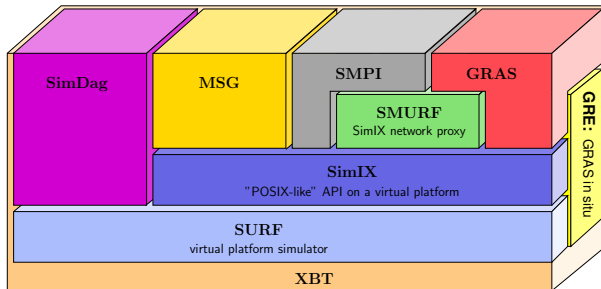 SimDag
MSG
SMPI
GRAS
SMURF
SimIX network proxy
SimIX
"POSIX-like" API on a virtual platform
SURF
virtual platform simulator
XBT
GRE: GRAS in situ